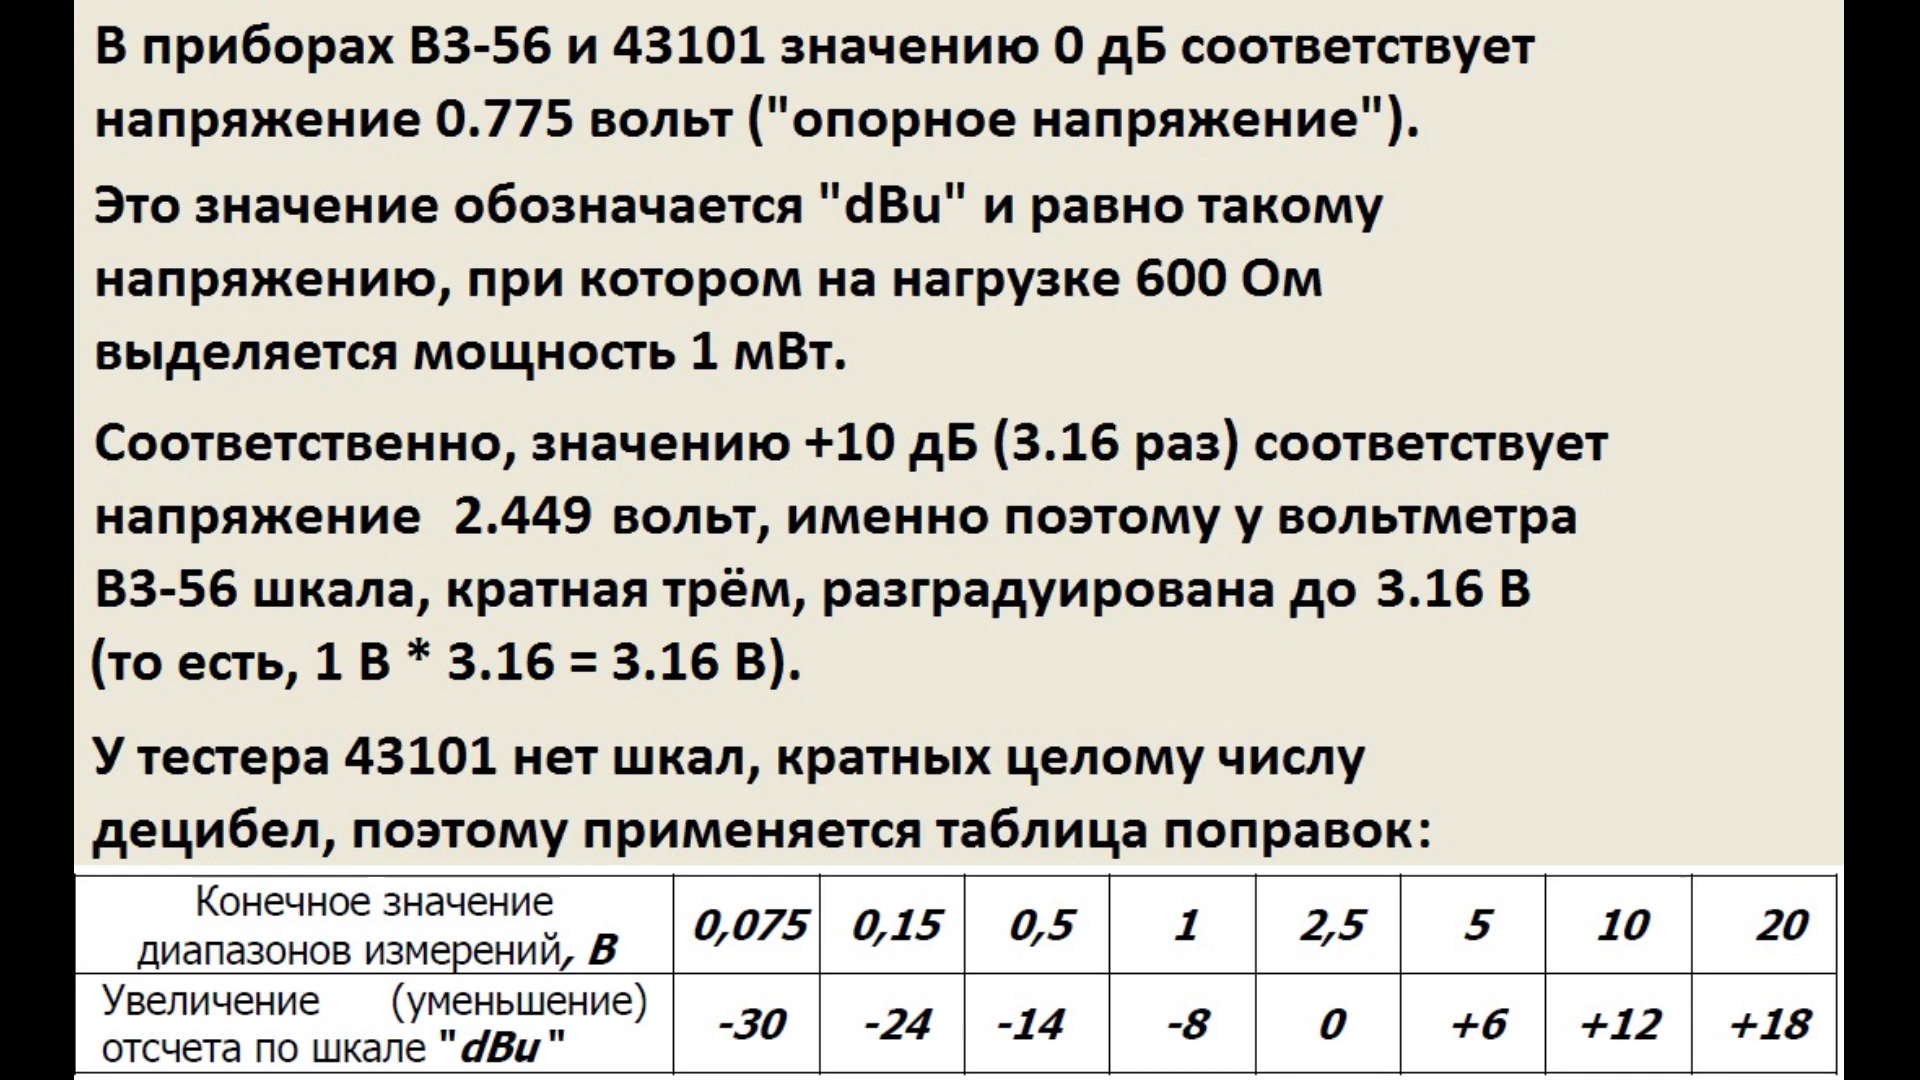 В приборах В3-56 и 43101 значению 0 дБ соответствует
напряжение 0.775 вольт ("опорное напряжение").
Это значение обозначается "dBu" и равно такому
напряжению, при котором на нагрузке 600 Ом
выделяется мощность 1 мВт.
Соответственно, значению +10 дБ (3.16 раз) соответствует
напряжение 2.449 вольт, именно поэтому у вольтметра
В3-56 шкала, кратная трём, разградуирована до 3.16 В
(то есть, 1 В * 3.16 = 3.16 В).
У тестера 43101 нет шкал, кратных целому числу
децибел, поэтому применяется таблица поправок:
Конечное значение
диапазонов измерений, В
0,075 0,15 0,5 1 2,5 5 10 20
Увеличение (уменьшение)
отсчета по шкале "dBu"
-30 -24 -14 -8 0 +6 +12 +18